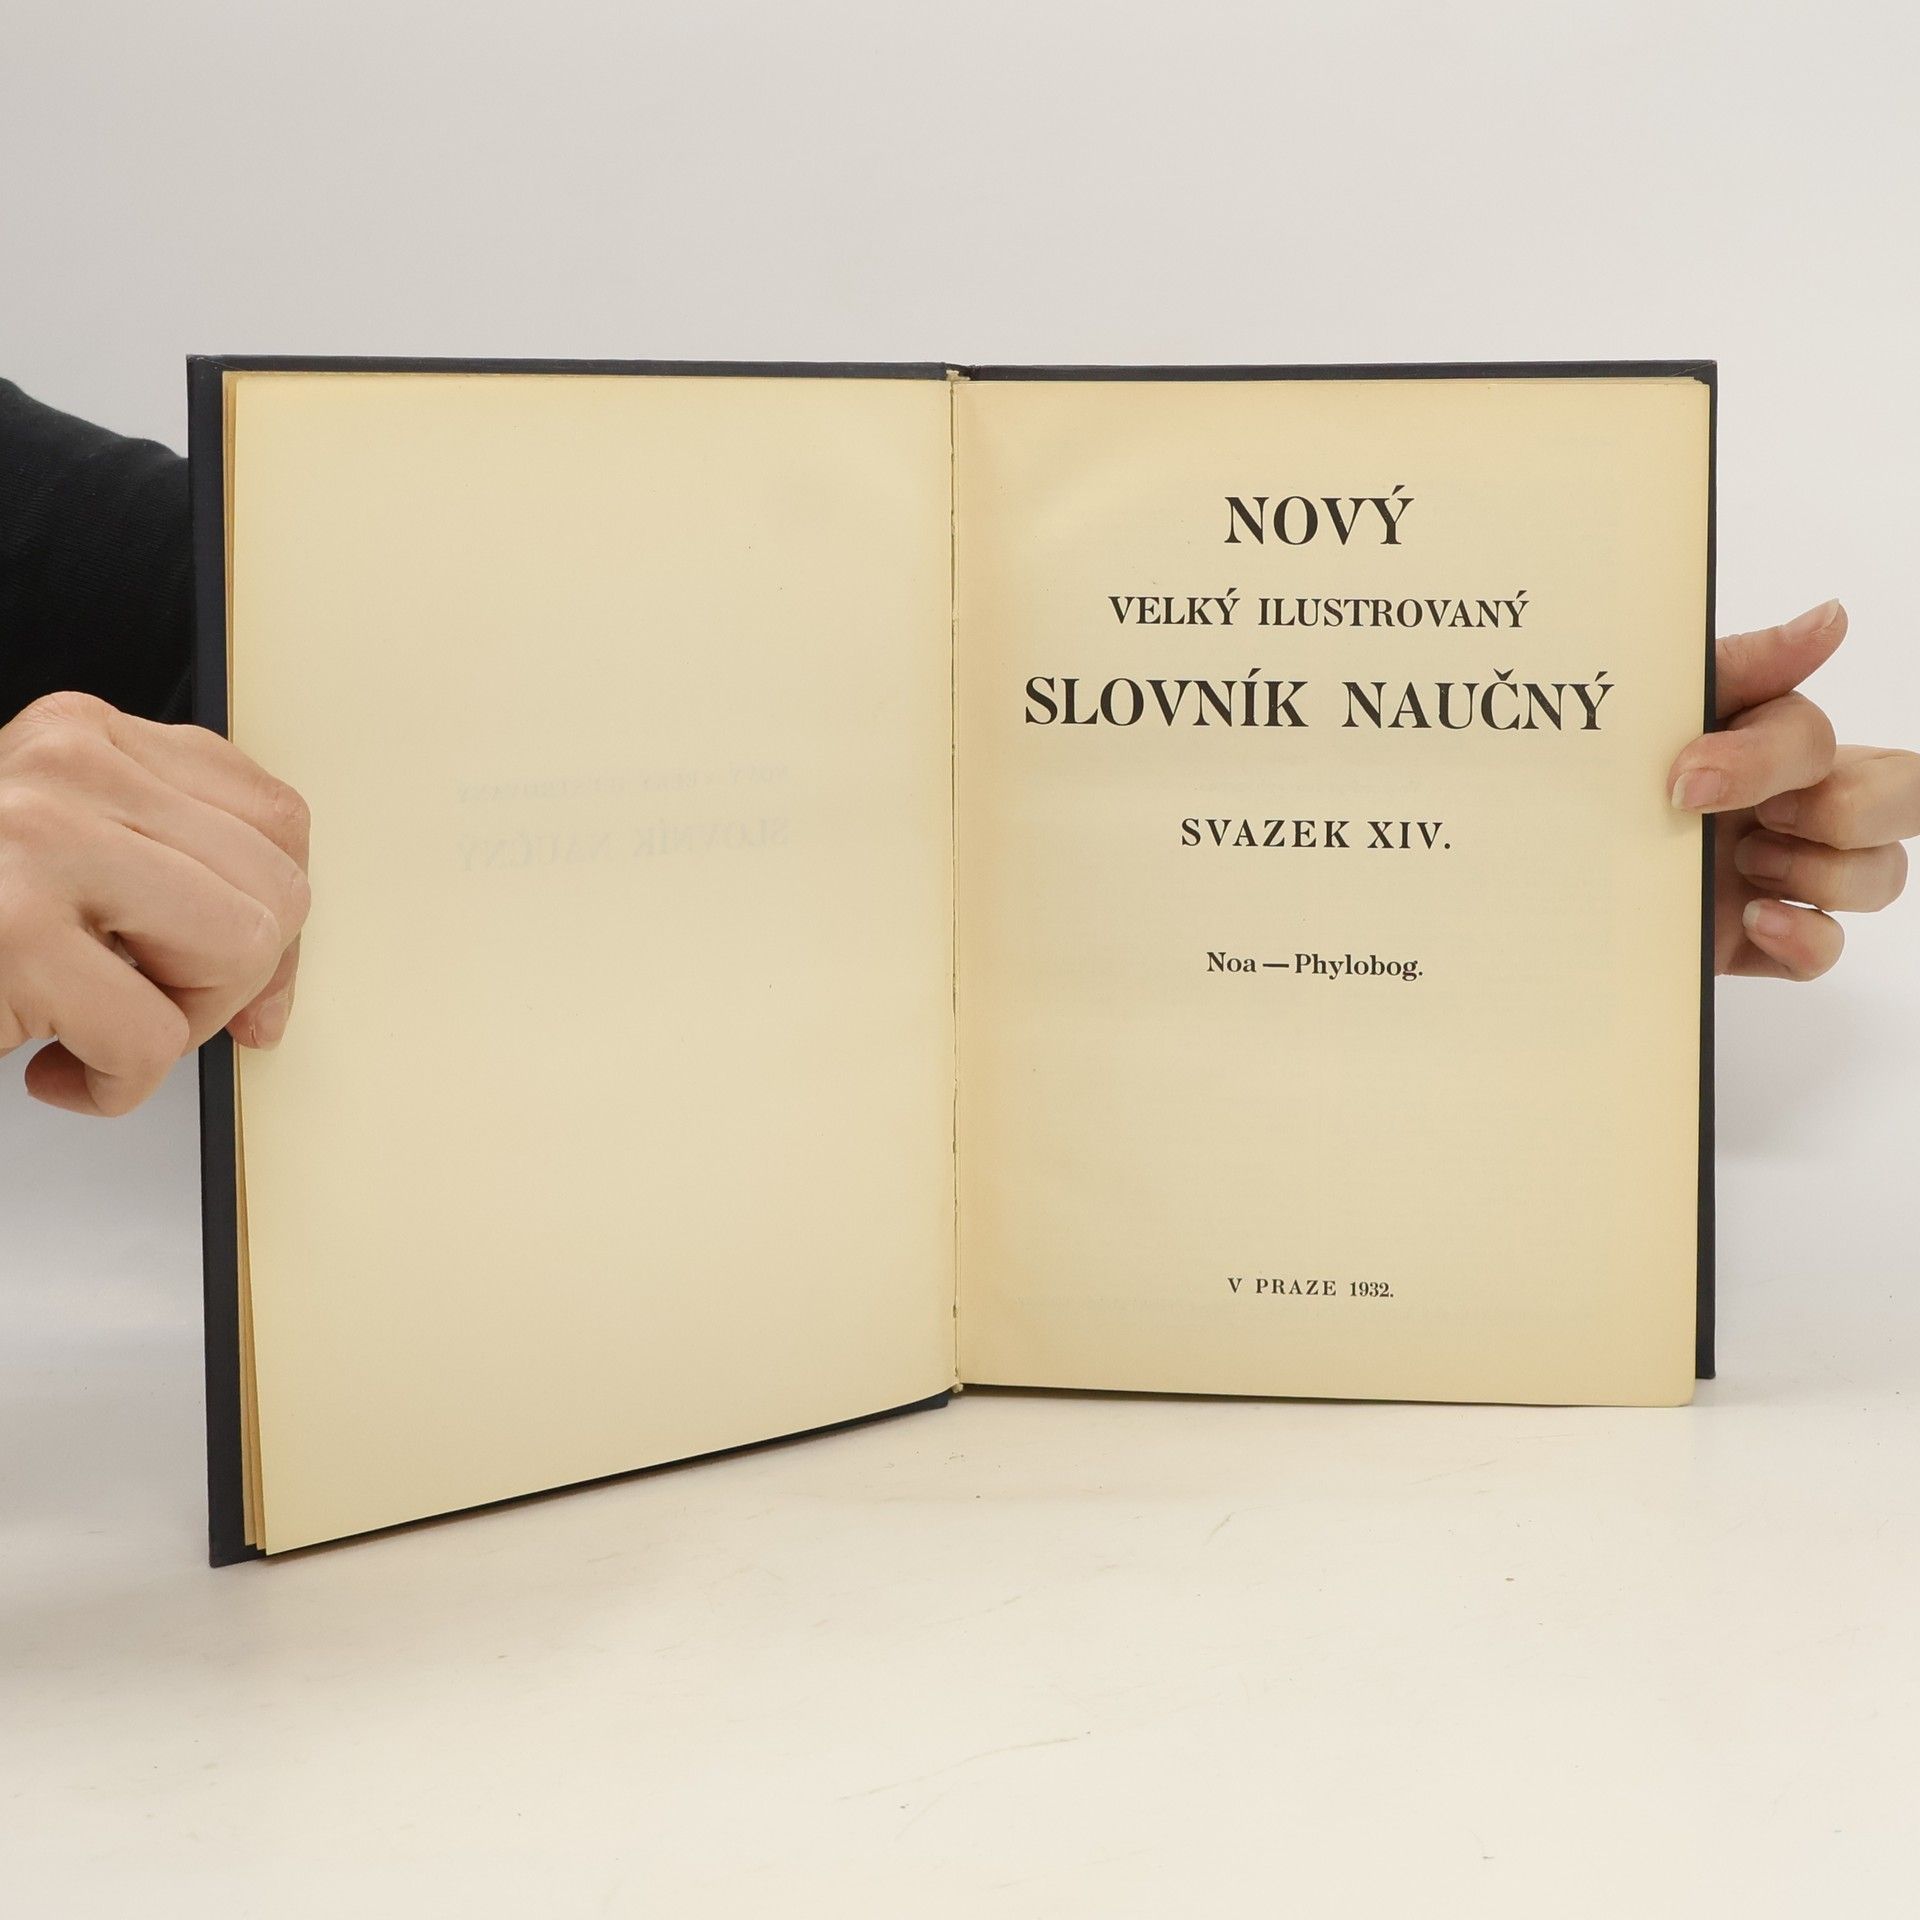 NOVÝ
VELKÝ ILUSTROVANÝ
SLOVNÍK NAUČNÝ
SVAZEK XIV.
Noa — Phylobog.
V PRAZE 1932.